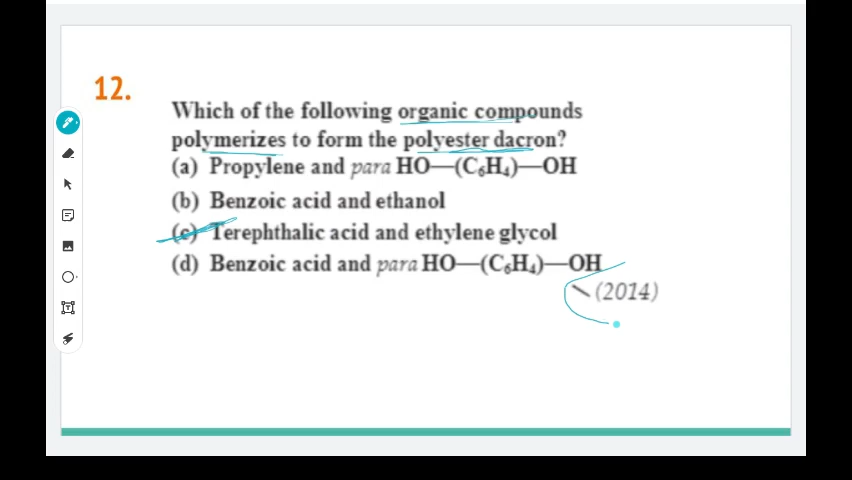 12.
Which of the following organic compounds
polymerizes to form the polyester dacron?
(a) Propylene and para HO—(C₆H₄)—OH
(b) Benzoic acid and ethanol
(c) Terephthalic acid and ethylene glycol
(d) Benzoic acid and para HO—(C₆H₄)—OH
(2014)